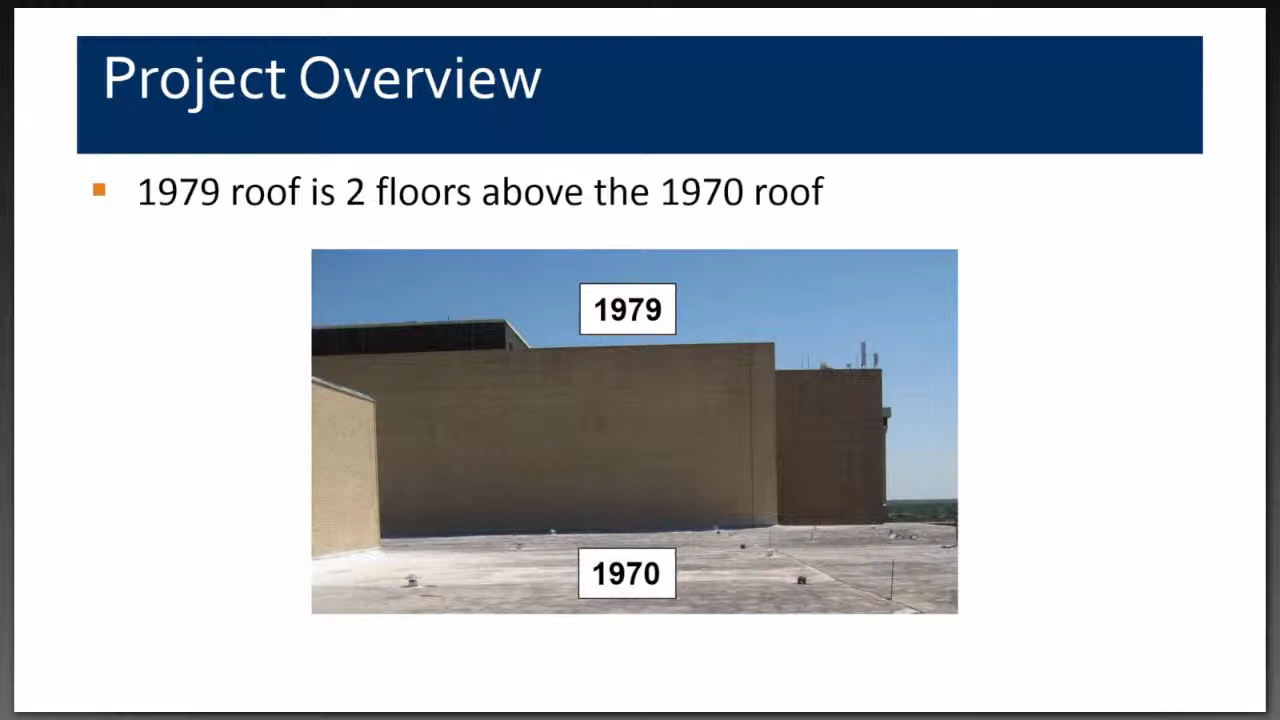 Project Overview
1979 roof is 2 floors above the 1970 roof
1979
1970